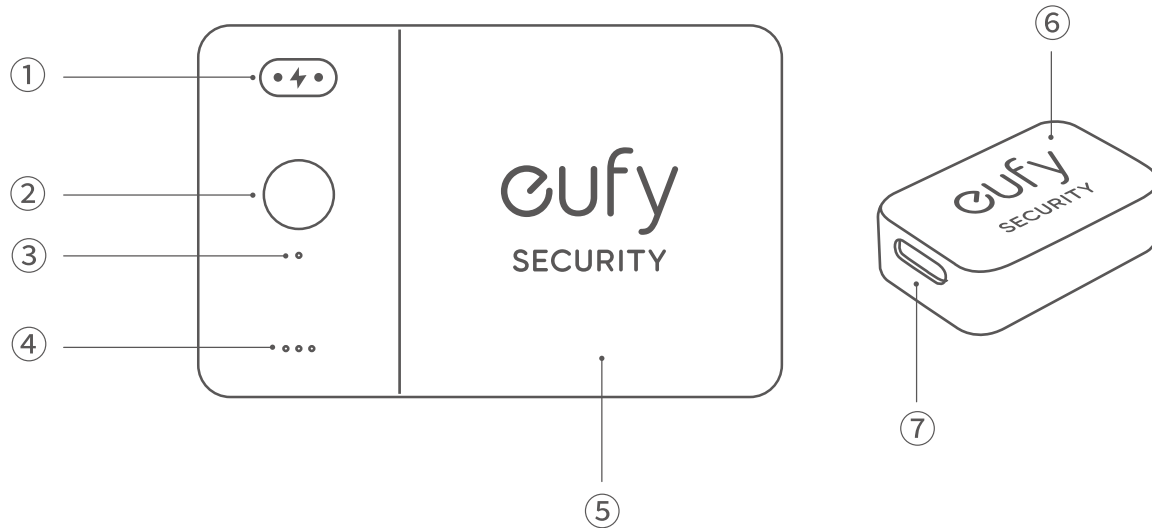 ①
②
③
④
eufy
SECURITY
⑤
⑥
eufy
SECURITY
⑦